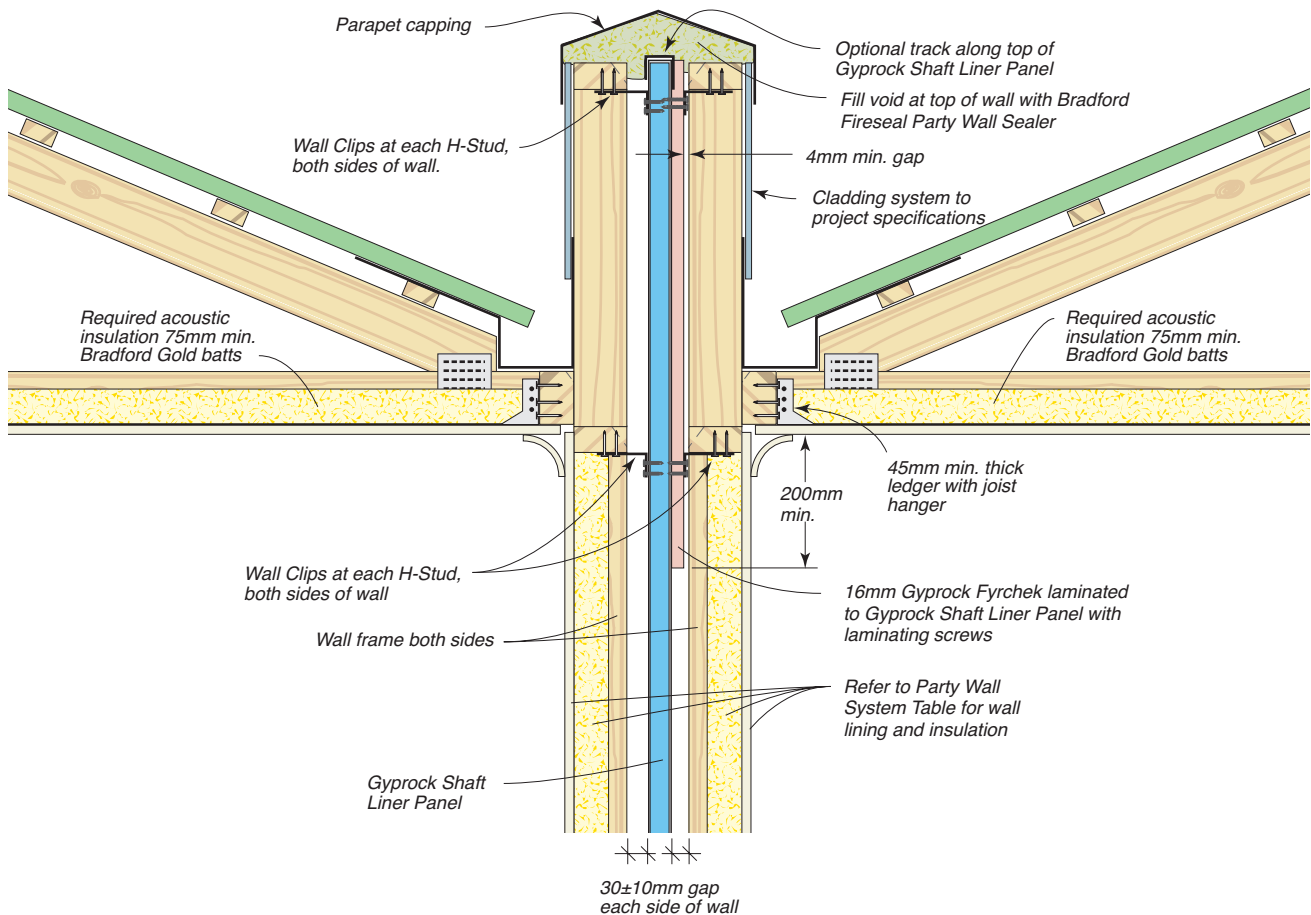 Parapet capping
Optional track along top of
Gyprock Shaft Liner Panel
Fill void at top of wall with Bradford
Fireseal Party Wall Sealer
Wall Clips at each H-Stud,
both sides of wall.
4mm min. gap
Cladding system to
project specifications
Required acoustic
insulation 75mm min.
Bradford Gold batts
Required acoustic
insulation 75mm min.
Bradford Gold batts
45mm min. thick
ledger with joist
hanger
200mm
min.
Wall Clips at each H-Stud,
both sides of wall
16mm Gyprock Fyrchek laminated
to Gyprock Shaft Liner Panel with
laminating screws
Wall frame both sides
Refer to Party Wall
System Table for wall
lining and insulation
Gyprock Shaft
Liner Panel
30±10mm gap
each side of wall